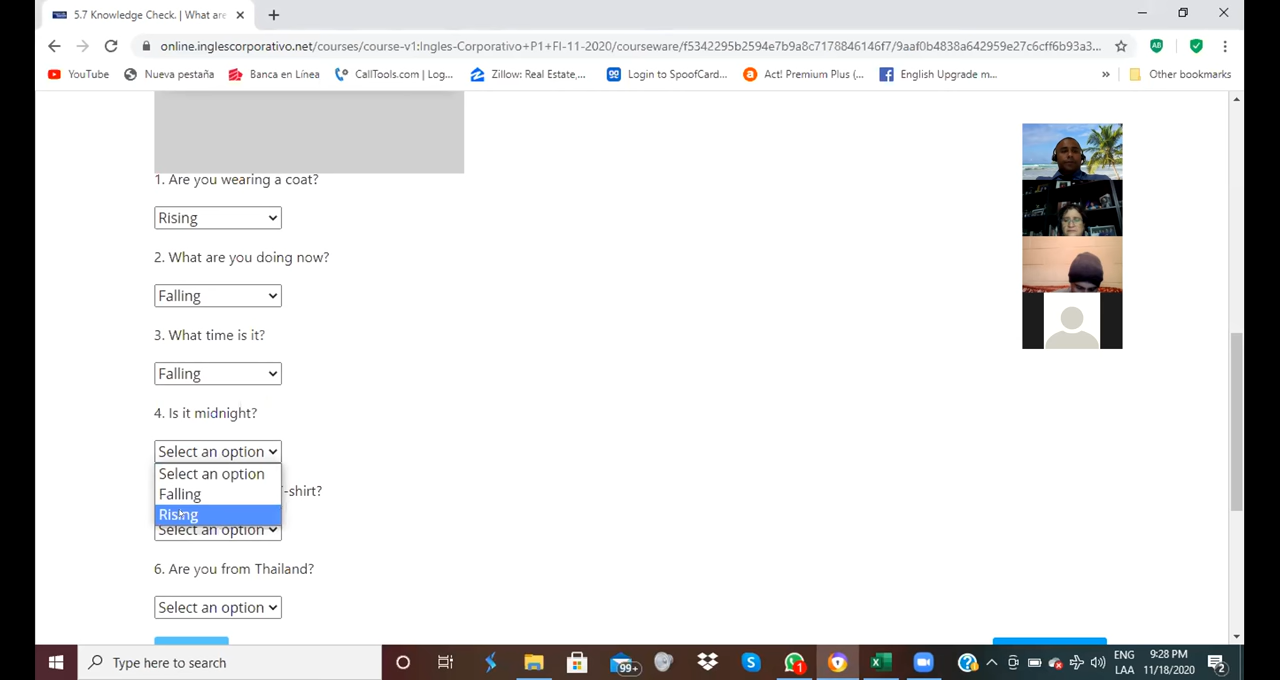 5.7 Knowledge Check. | What are
online.inglescorporativo.net/courses/course-v1:Ingles-Corporativo+P1+FI-11-2020/courseware/f5342295b2594e7b9a8c7178846146f7/9aaf0b4838a642959e27c6cff6b93a3...
YouTube Nueva pestaña Banca en Línea CallTools.com | Log... Zillow: Real Estate,... Login to SpoofCard... Act! Premium Plus (... English Upgrade m... » Other bookmarks
1. Are you wearing a coat?
Rising
2. What are you doing now?
Falling
3. What time is it?
Falling
4. Is it midnight?
Select an option
Select an option
Falling
-shirt?
Rising
Select an option
6. Are you from Thailand?
Select an option
Type here to search
99+
1
ENG
LAA
9:28 PM
11/18/2020
2